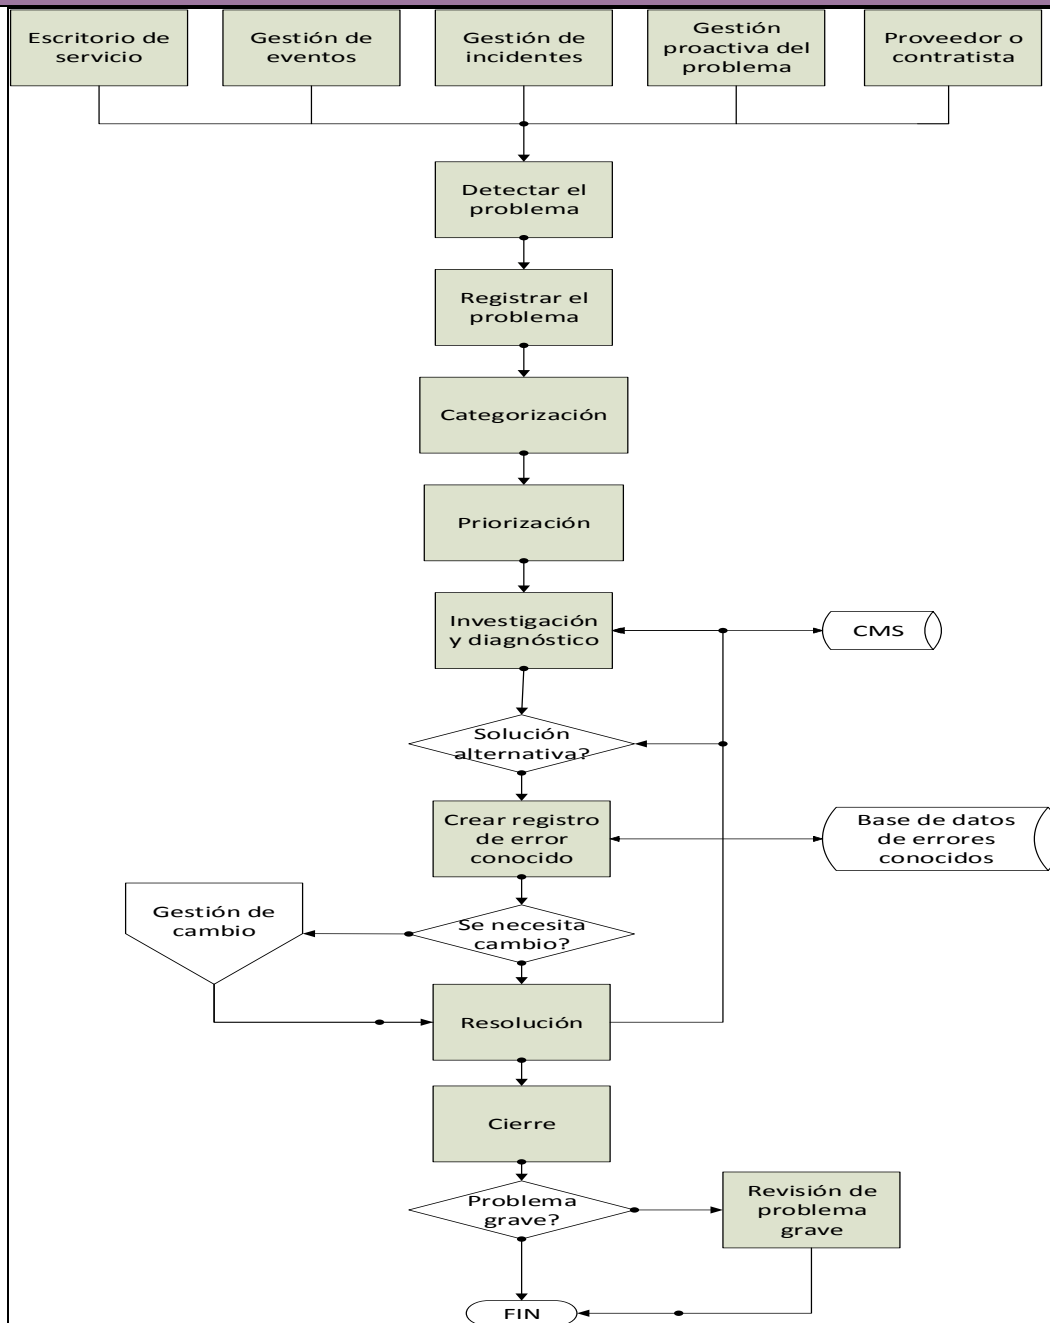 Escritorio de
servicio
Gestión de
eventos
Gestión de
incidentes
Gestión
proactiva del
problema
Proveedor o
contratista
Detectar el
problema
Registrar el
problema
Categorización
Priorización
Investigación
y diagnóstico
CMS
Solución
alternativa?
Crear registro
de error
conocido
Base de datos
de errores
conocidos
Gestión de
cambio
Se necesita
cambio?
Resolución
Cierre
Problema
grave?
Revisión de
problema
grave
FIN